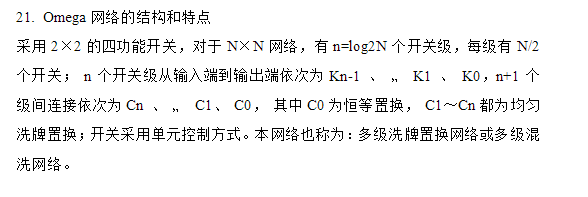 21. Omega 网络的结构和特点
采用 2×2 的四功能开关，对于 N×N 网络，有 n=log2N 个开关级，每级有 N/2
个开关； n 个开关级从输入端到输出端依次为 Kn-1 、 „ K1 、 K0，n+1 个
级间连接依次为 Cn 、 „ C1、 C0， 其中 C0 为恒等置换， C1～Cn 都为均匀
洗牌置换；开关采用单元控制方式。本网络也称为：多级洗牌置换网络或多级混
洗网络。